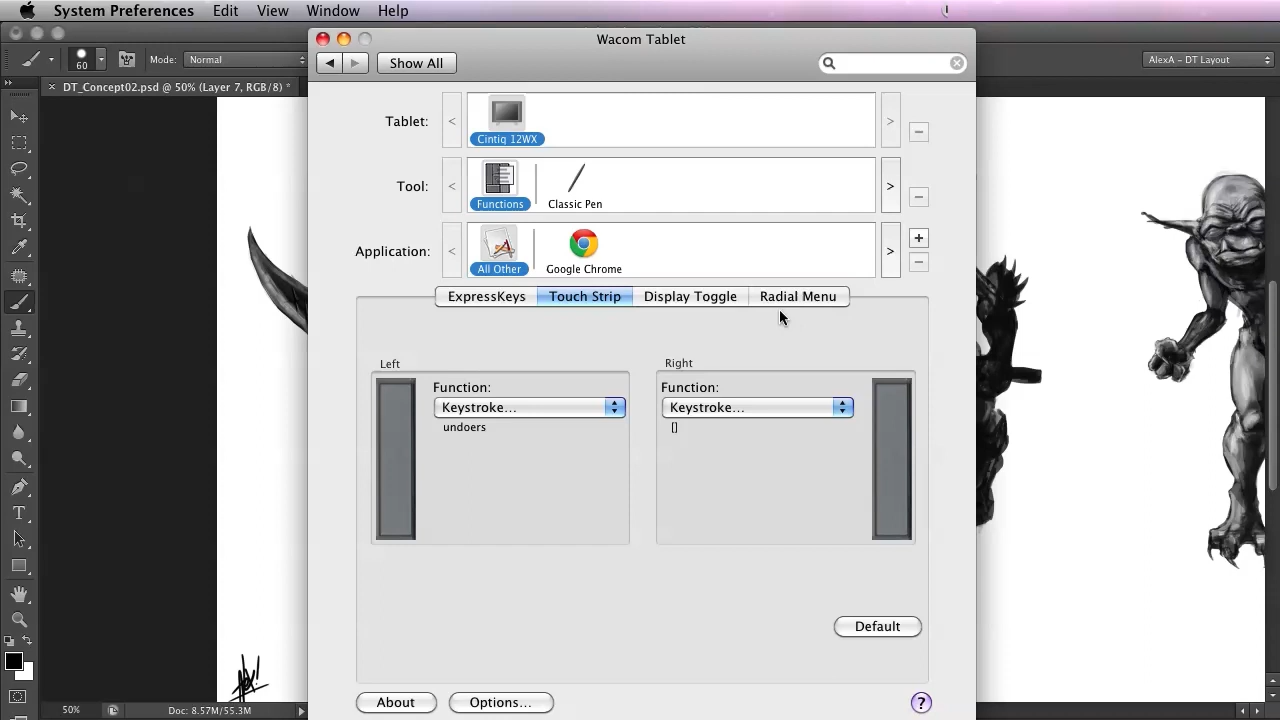 System Preferences Edit View Window Help
Wacom Tablet
Show All
60 Mode: Normal
AlexA - DT Layout
DT_Concept02.psd @ 50% (Layer 7, RGB/8) *
Tablet:
Cintiq 12WX
Tool:
Functions
Classic Pen
Application:
All Other
Google Chrome
ExpressKeys Touch Strip Display Toggle Radial Menu
Left
Right
Function:
Function:
Keystroke...
Keystroke...
undoers
[]
Default
About
Options...
?
50%
Doc: 8.57M/55.3M